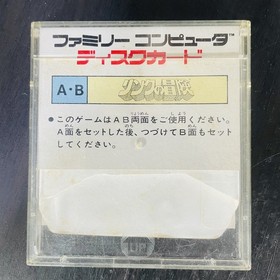 ファミリー コンピュータ™
ディスクカード
A・B リンクの冒険
●このゲームはAB両面をご使用ください。
A面をセットした後、つづけてB面もセット
してください。